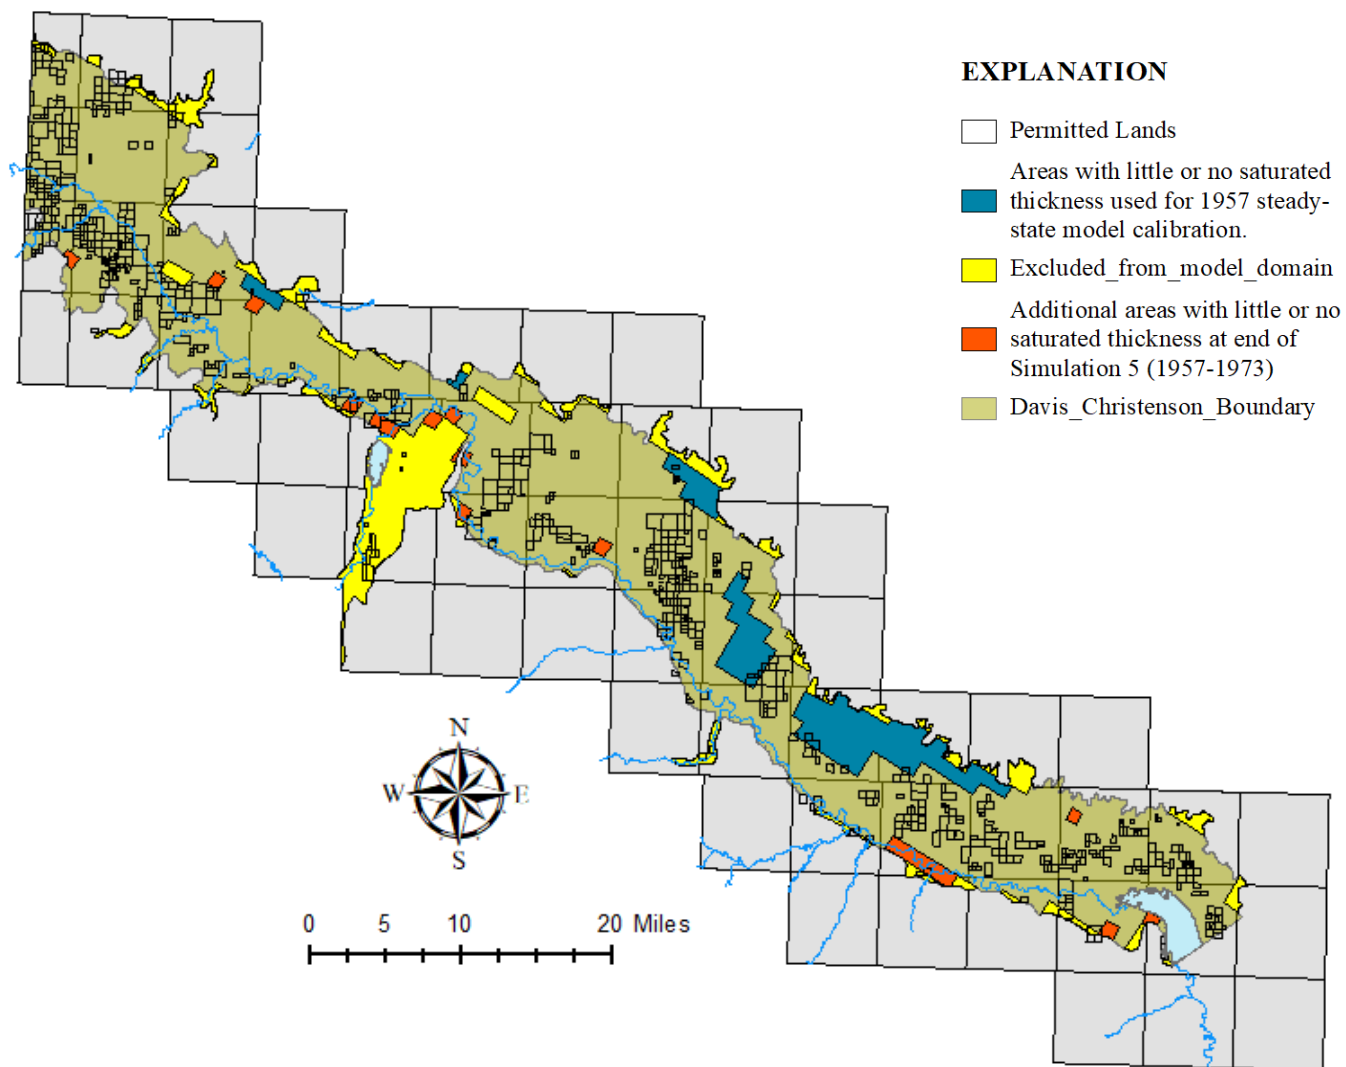 EXPLANATION
Permitted Lands
Areas with little or no saturated
thickness used for 1957 steady-
state model calibration.
Excluded_from_model_domain
Additional areas with little or no
saturated thickness at end of
Simulation 5 (1957-1973)
Davis_Christenson_Boundary
N
W E
S
0 5 10 20 Miles